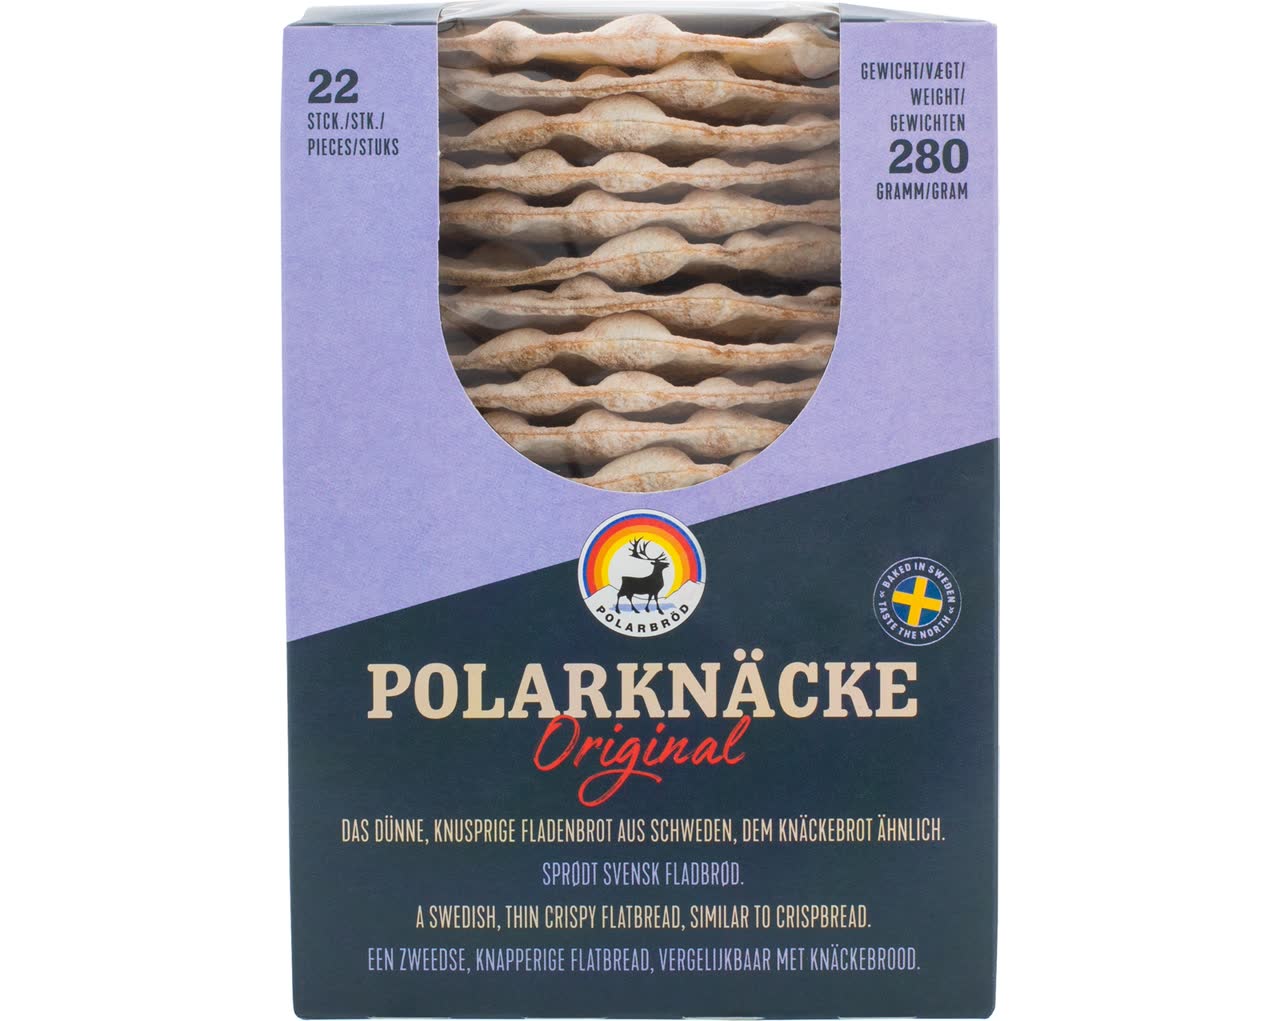 22
STCK./STK./
PIECES/STUKS
GEWICHT/VÆGT/
WEIGHT/
GEWICHTEN
280
GRAMM/GRAM
POLARBRÖD
« BAKED IN SWEDEN »
TASTE THE NORTH
POLARKNÄCKE
Original
DAS DÜNNE, KNUSPRIGE FLADENBROT AUS SCHWEDEN, DEM KNÄCKEBROT ÄHNLICH.
SPRØDT SVENSK FLADBRØD.
A SWEDISH, THIN CRISPY FLATBREAD, SIMILAR TO CRISPBREAD.
EEN ZWEEDSE, KNAPPERIGE FLATBREAD, VERGELIJKBAAR MET KNÄCKEBROOD.